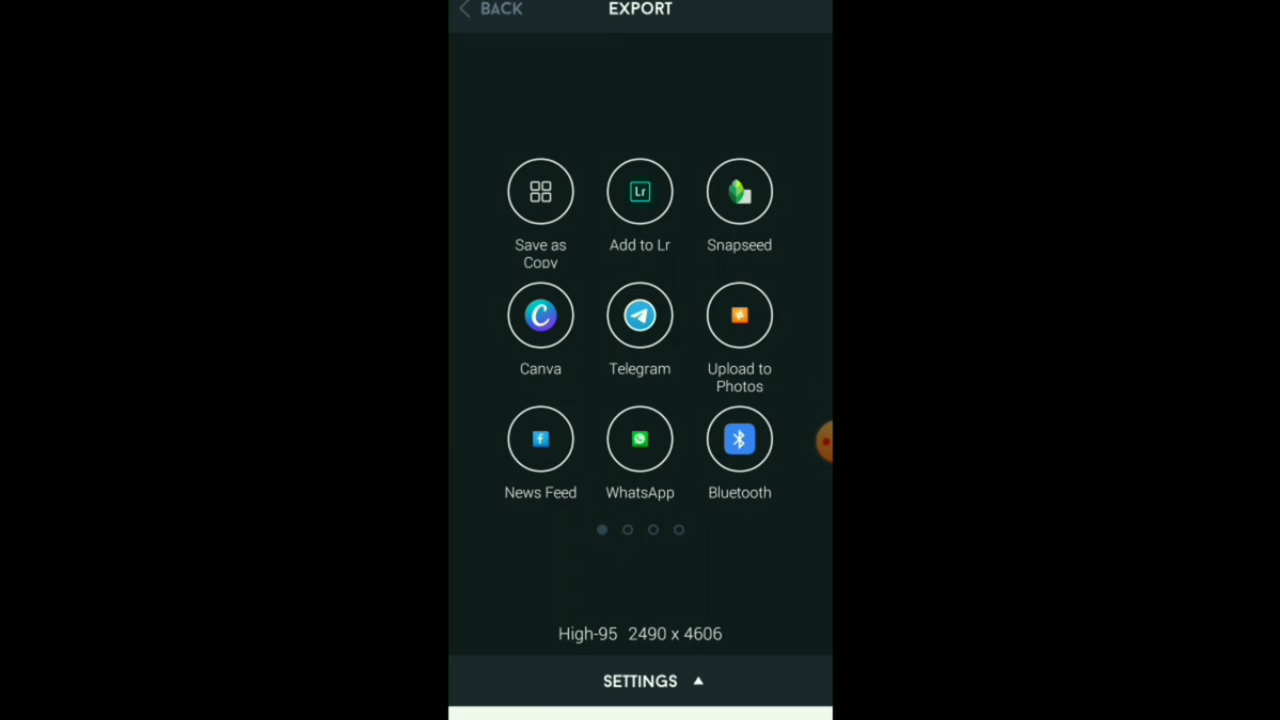 BACK
EXPORT
Save as
Copy
Lr
Add to Lr
Snapseed
C
Canva
Telegram
Upload to
Photos
f
News Feed
WhatsApp
Bluetooth
High-95 2490 x 4606
SETTINGS